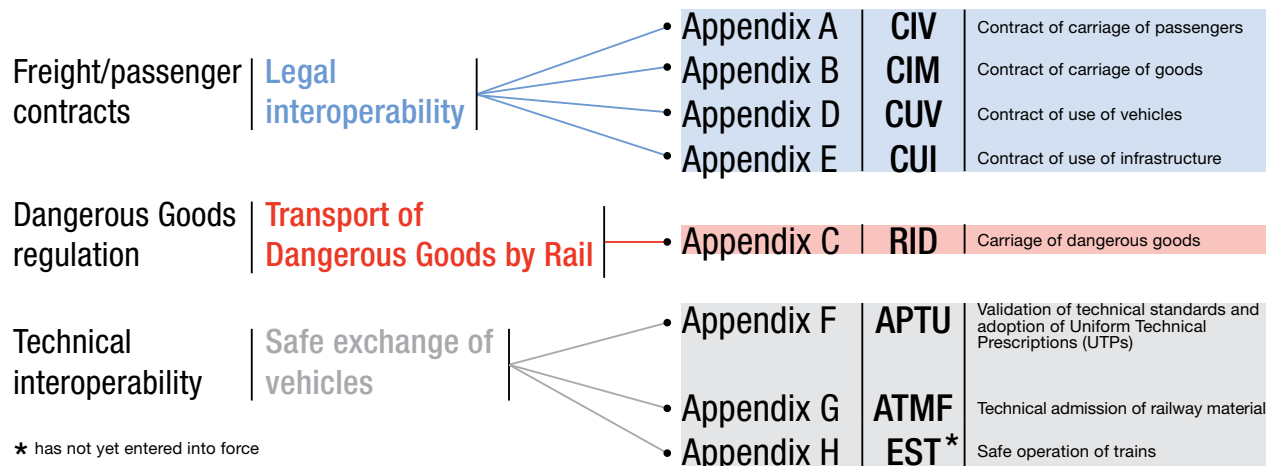 Freight/passenger contracts
Legal interoperability
Appendix A CIV Contract of carriage of passengers
Appendix B CIM Contract of carriage of goods
Appendix D CUV Contract of use of vehicles
Appendix E CUI Contract of use of infrastructure
Dangerous Goods regulation
Transport of Dangerous Goods by Rail
Appendix C RID Carriage of dangerous goods
Technical interoperability
Safe exchange of vehicles
Appendix F APTU Validation of technical standards and adoption of Uniform Technical Prescriptions (UTPs)
Appendix G ATMF Technical admission of railway material
Appendix H EST* Safe operation of trains
* has not yet entered into force